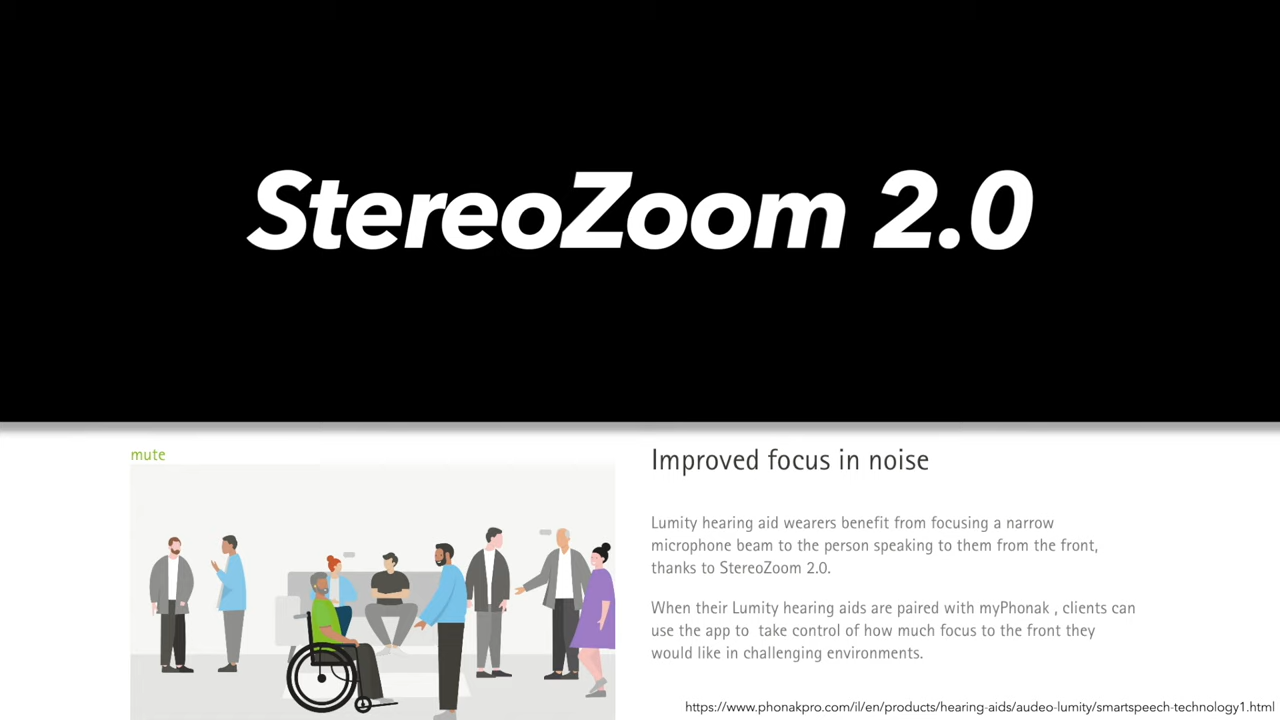 StereoZoom 2.0
mute
Improved focus in noise
Lumity hearing aid wearers benefit from focusing a narrow
microphone beam to the person speaking to them from the front,
thanks to StereoZoom 2.0.
When their Lumity hearing aids are paired with myPhonak , clients can
use the app to  take control of how much focus to the front they
would like in challenging environments.
https://www.phonakpro.com/il/en/products/hearing-aids/audeo-lumity/smartspeech-technology1.html